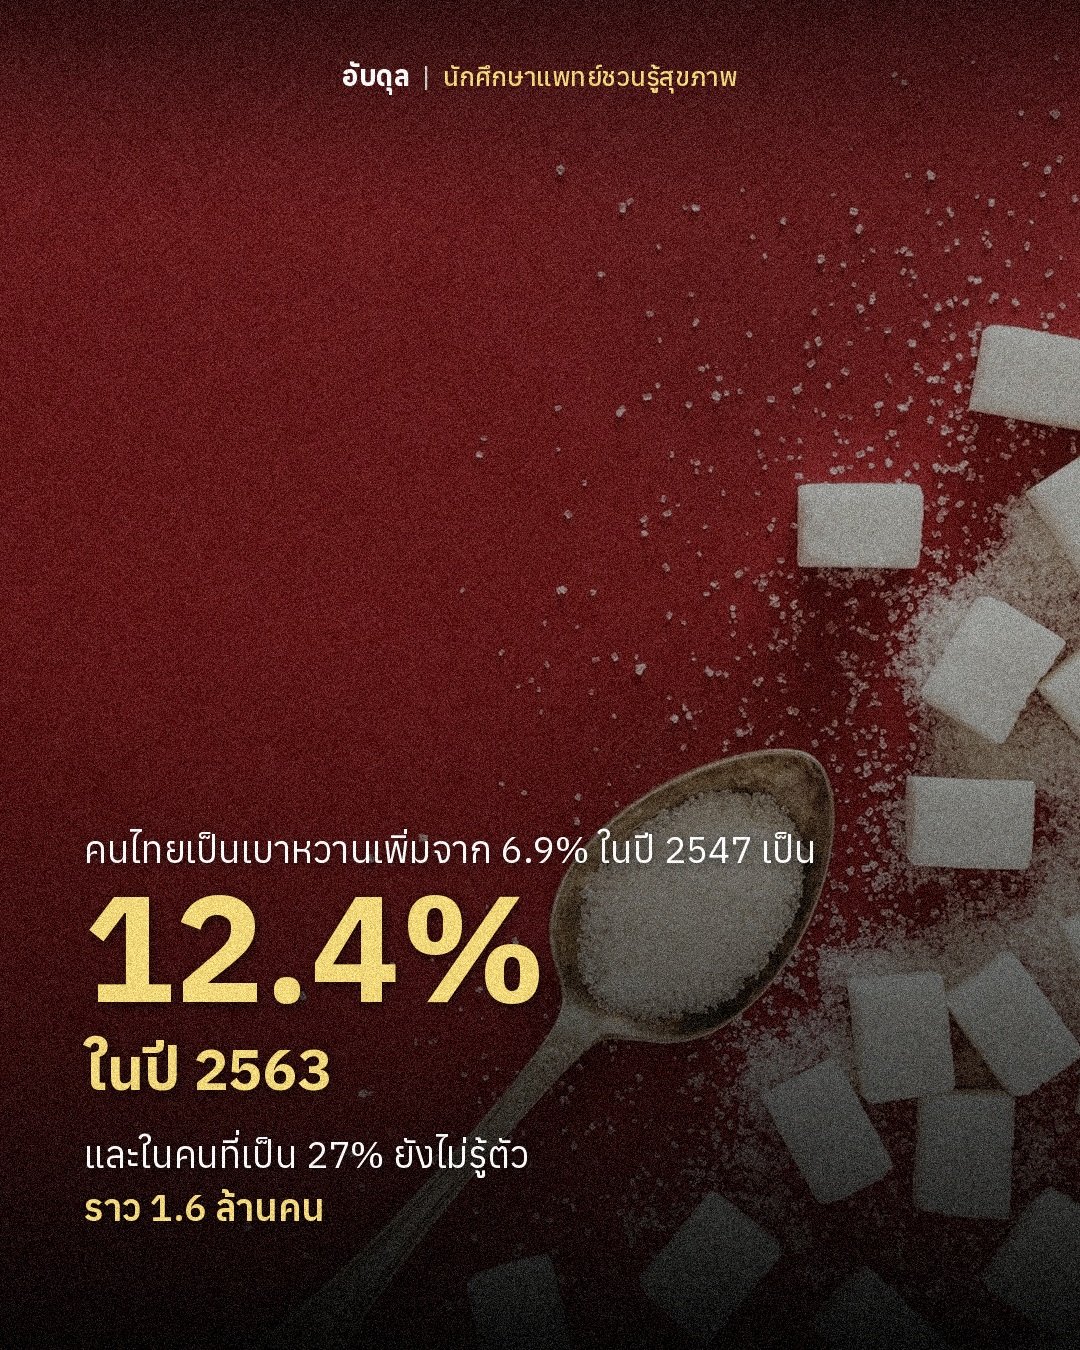 อับดุล | นักศึกษาแพทย์ชวนรู้สุขภาพ
คนไทยเป็นเบาหวานเพิ่มจาก 6.9% ในปี 2547 เป็น
12.4%
ในปี 2563
และในคนที่เป็น 27% ยังไม่รู้ตัว
ราว 1.6 ล้านคน